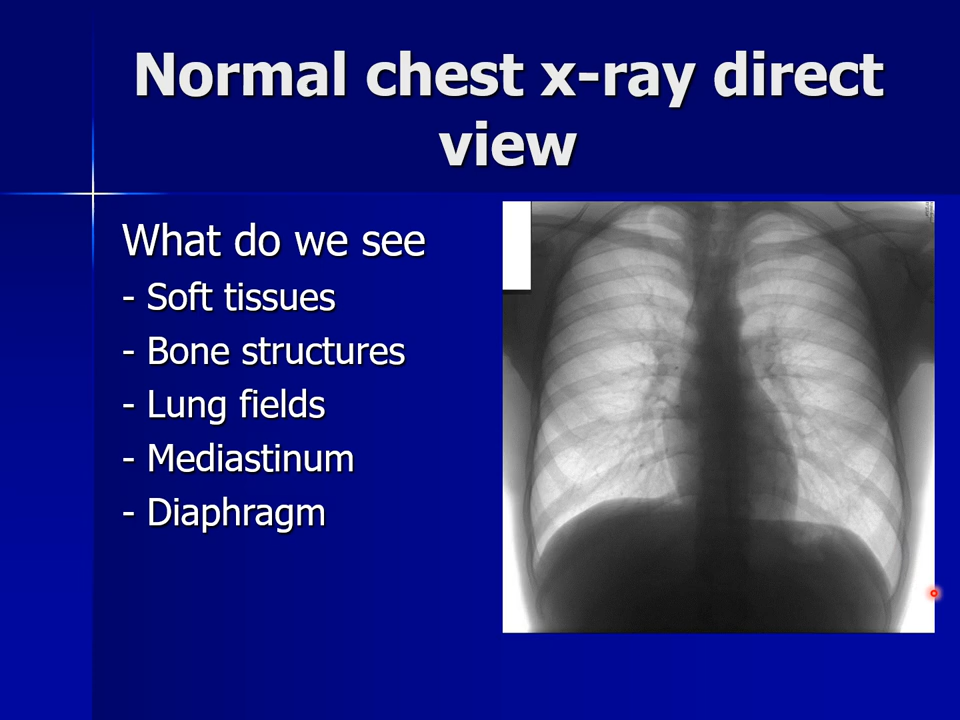 Normal chest x-ray direct
view
What do we see
- Soft tissues
- Bone structures
- Lung fields
- Mediastinum
- Diaphragm